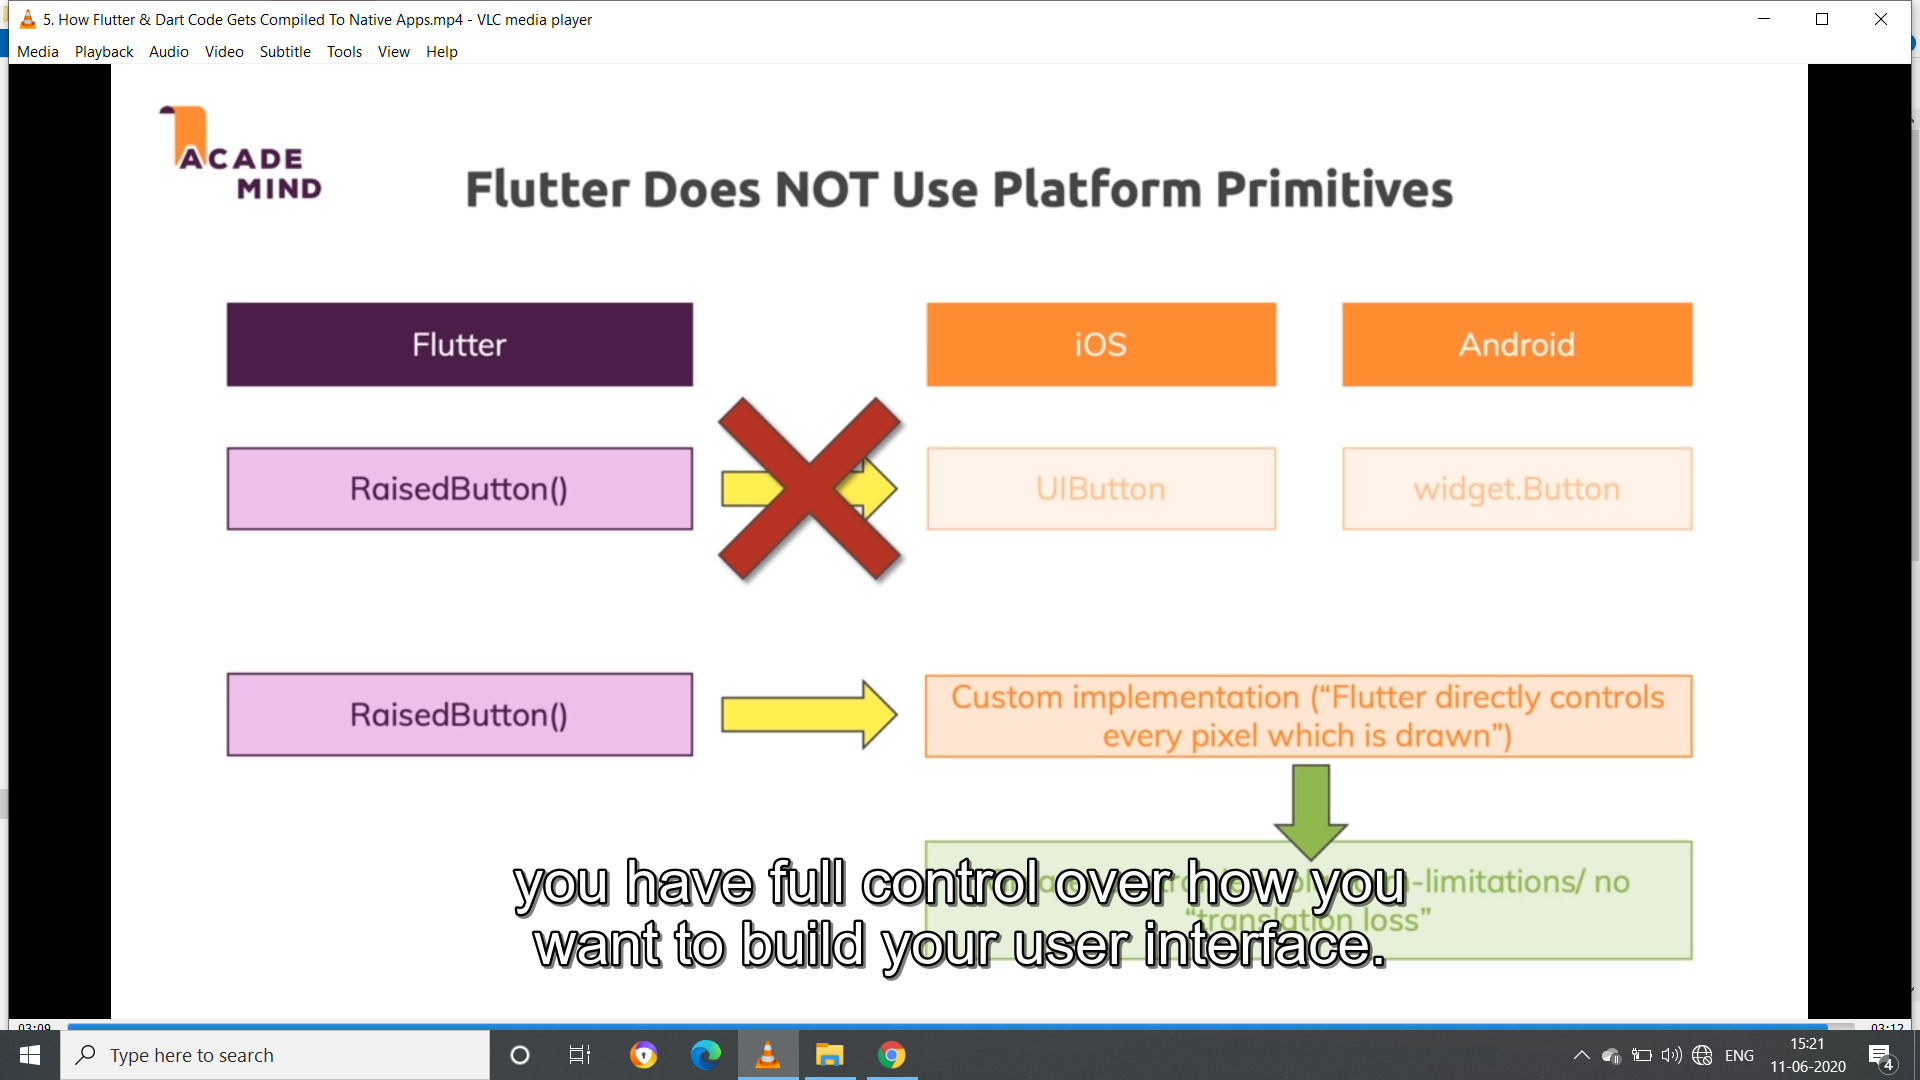 5. How Flutter & Dart Code Gets Compiled To Native Apps.mp4 - VLC media player
Media Playback Audio Video Subtitle Tools View Help
ACADE
MIND
Flutter Does NOT Use Platform Primitives
Flutter
iOS
Android
RaisedButton()
UIButton
widget.Button
RaisedButton()
Custom implementation (“Flutter directly controls
every pixel which is drawn”)
-limitations/ no
“translation loss”
you have full control over how you
want to build your user interface.
03:09
03:12
Type here to search
ENG
15:21
11-06-2020
4